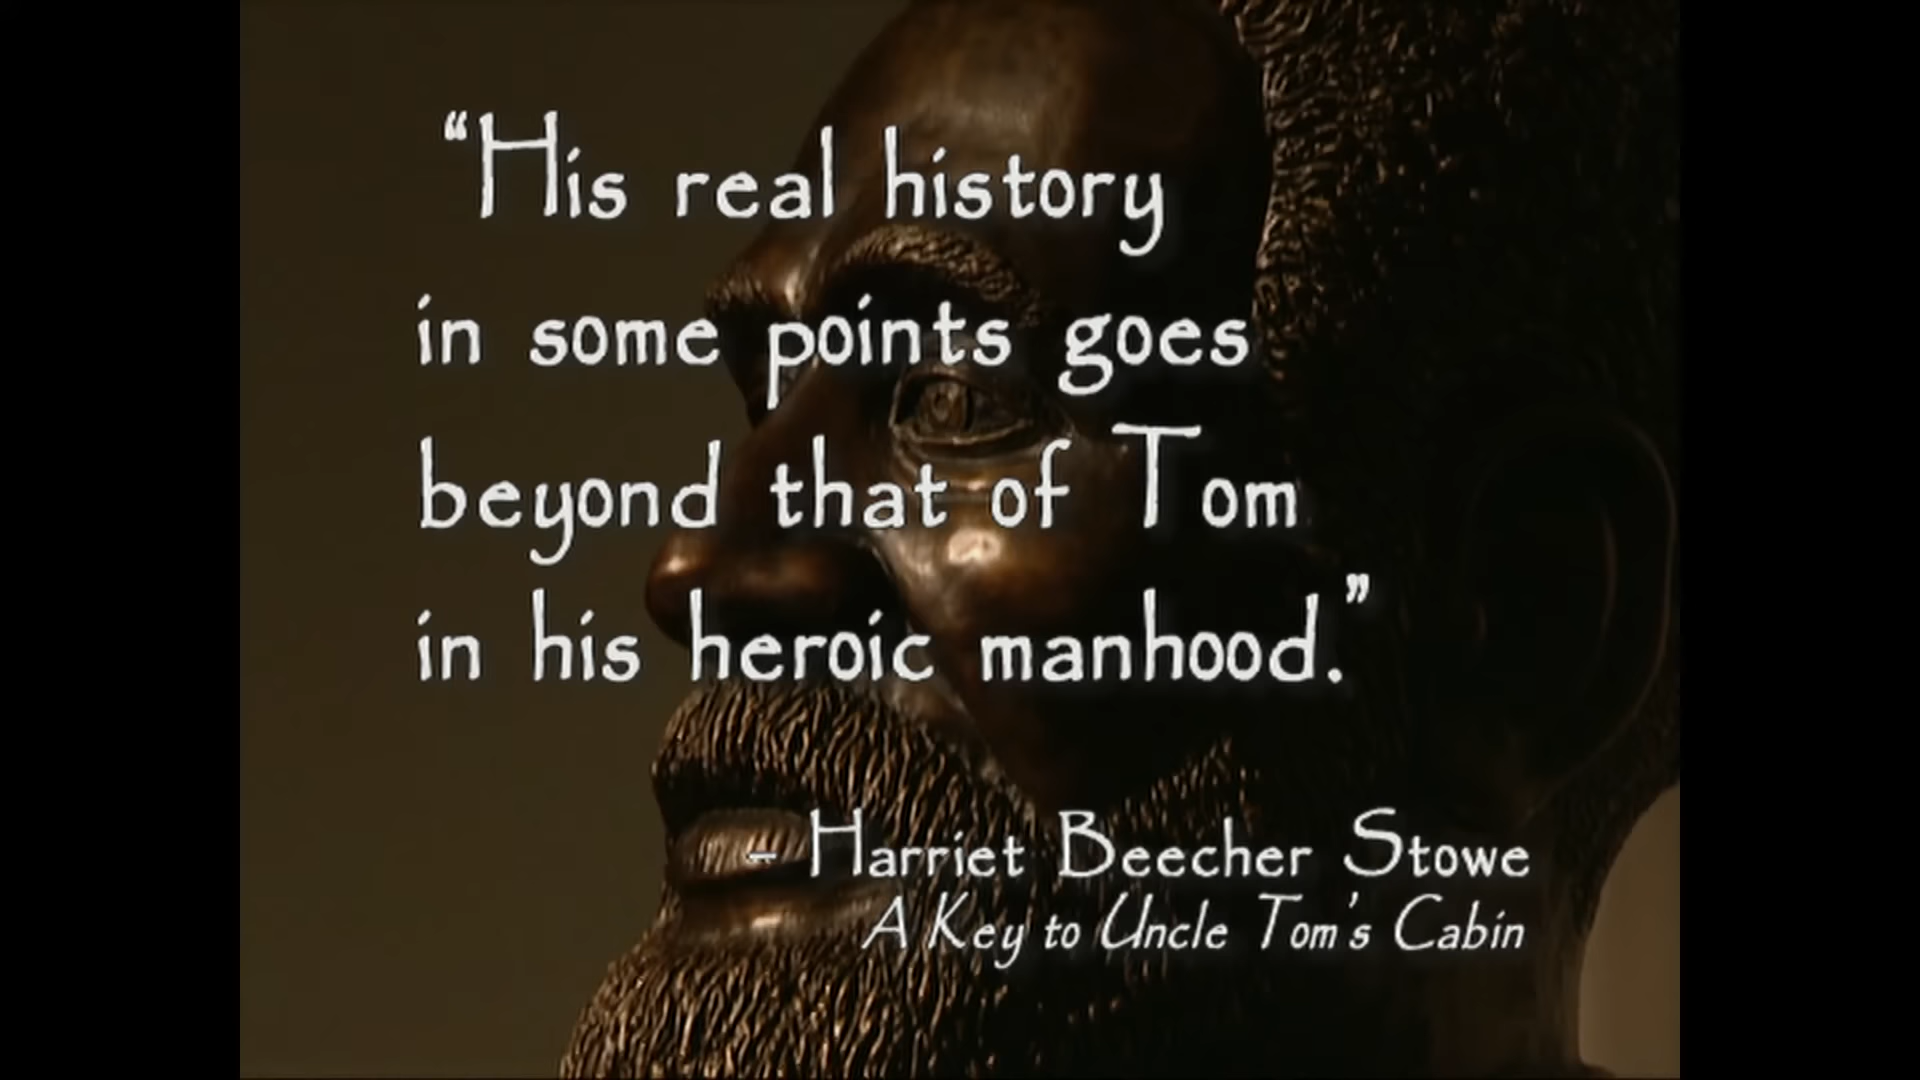 “His real history
in some points goes
beyond that of Tom
in his heroic manhood.”
– Harriet Beecher Stowe
A Key to Uncle Tom's Cabin